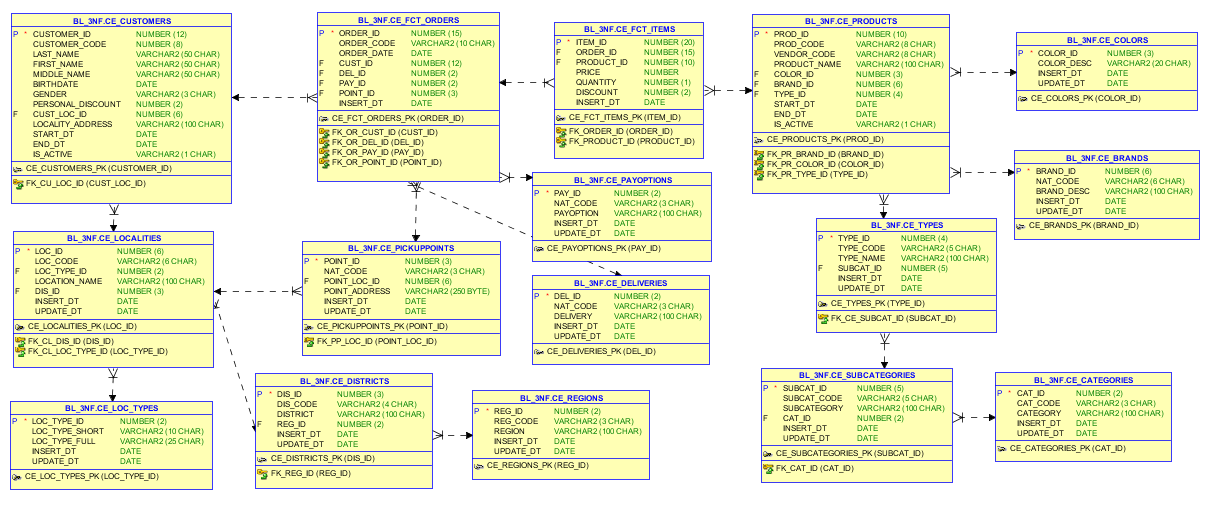 BL_3NF.CE_CUSTOMERS
P * CUSTOMER_ID NUMBER (12)
CUSTOMER_CODE NUMBER (8)
LAST_NAME VARCHAR2 (50 CHAR)
FIRST_NAME VARCHAR2 (50 CHAR)
MIDDLE_NAME VARCHAR2 (50 CHAR)
BIRTHDATE DATE
GENDER VARCHAR2 (3 CHAR)
PERSONAL_DISCOUNT NUMBER (2)
F CUST_LOC_ID NUMBER (6)
LOCALITY_ADDRESS VARCHAR2 (100 CHAR)
START_DT DATE
END_DT DATE
IS_ACTIVE VARCHAR2 (1 CHAR)
CE_CUSTOMERS_PK (CUSTOMER_ID)
FK_CU_LOC_ID (CUST_LOC_ID)
BL_3NF.CE_FCT_ORDERS
P * ORDER_ID NUMBER (15)
ORDER_CODE VARCHAR2 (10 CHAR)
ORDER_DATE DATE
F CUST_ID NUMBER (12)
F DEL_ID NUMBER (2)
F PAY_ID NUMBER (2)
F POINT_ID NUMBER (3)
INSERT_DT DATE
CE_FCT_ORDERS_PK (ORDER_ID)
FK_OR_CUST_ID (CUST_ID)
FK_OR_DEL_ID (DEL_ID)
FK_OR_PAY_ID (PAY_ID)
FK_OR_POINT_ID (POINT_ID)
BL_3NF.CE_FCT_ITEMS
P * ITEM_ID NUMBER (20)
F ORDER_ID NUMBER (15)
F PRODUCT_ID NUMBER (10)
PRICE NUMBER
QUANTITY NUMBER (1)
DISCOUNT NUMBER (2)
INSERT_DT DATE
CE_FCT_ITEMS_PK (ITEM_ID)
FK_ORDER_ID (ORDER_ID)
FK_PRODUCT_ID (PRODUCT_ID)
BL_3NF.CE_PRODUCTS
P * PROD_ID NUMBER (10)
PROD_CODE VARCHAR2 (8 CHAR)
VENDOR_CODE VARCHAR2 (8 CHAR)
PRODUCT_NAME VARCHAR2 (100 CHAR)
F COLOR_ID NUMBER (3)
F BRAND_ID NUMBER (6)
F TYPE_ID NUMBER (4)
START_DT DATE
END_DT DATE
IS_ACTIVE VARCHAR2 (1 CHAR)
CE_PRODUCTS_PK (PROD_ID)
FK_PR_BRAND_ID (BRAND_ID)
FK_PR_COLOR_ID (COLOR_ID)
FK_PR_TYPE_ID (TYPE_ID)
BL_3NF.CE_COLORS
P * COLOR_ID NUMBER (3)
COLOR_DESC VARCHAR2 (20 CHAR)
INSERT_DT DATE
UPDATE_DT DATE
CE_COLORS_PK (COLOR_ID)
BL_3NF.CE_BRANDS
P * BRAND_ID NUMBER (6)
NAT_CODE VARCHAR2 (6 CHAR)
BRAND_DESC VARCHAR2 (100 CHAR)
INSERT_DT DATE
UPDATE_DT DATE
CE_BRANDS_PK (BRAND_ID)
BL_3NF.CE_PAYOPTIONS
P * PAY_ID NUMBER (2)
NAT_CODE VARCHAR2 (3 CHAR)
PAYOPTION VARCHAR2 (100 CHAR)
INSERT_DT DATE
UPDATE_DT DATE
CE_PAYOPTIONS_PK (PAY_ID)
BL_3NF.CE_LOCALITIES
P * LOC_ID NUMBER (6)
LOC_CODE VARCHAR2 (6 CHAR)
F LOC_TYPE_ID NUMBER (2)
LOCATION_NAME VARCHAR2 (100 CHAR)
F DIS_ID NUMBER (3)
INSERT_DT DATE
UPDATE_DT DATE
CE_LOCALITIES_PK (LOC_ID)
FK_CL_DIS_ID (DIS_ID)
FK_CL_LOC_TYPE_ID (LOC_TYPE_ID)
BL_3NF.CE_PICKUPPOINTS
P * POINT_ID NUMBER (3)
NAT_CODE VARCHAR2 (3 CHAR)
F POINT_LOC_ID NUMBER (6)
POINT_ADDRESS VARCHAR2 (250 BYTE)
INSERT_DT DATE
UPDATE_DT DATE
CE_PICKUPPOINTS_PK (POINT_ID)
FK_PP_LOC_ID (POINT_LOC_ID)
BL_3NF.CE_DELIVERIES
P * DEL_ID NUMBER (2)
NAT_CODE VARCHAR2 (3 CHAR)
DELIVERY VARCHAR2 (100 CHAR)
INSERT_DT DATE
UPDATE_DT DATE
CE_DELIVERIES_PK (DEL_ID)
BL_3NF.CE_TYPES
P * TYPE_ID NUMBER (4)
TYPE_CODE VARCHAR2 (5 CHAR)
TYPE_NAME VARCHAR2 (100 CHAR)
F SUBCAT_ID NUMBER (5)
INSERT_DT DATE
UPDATE_DT DATE
CE_TYPES_PK (TYPE_ID)
FK_CE_SUBCAT_ID (SUBCAT_ID)
BL_3NF.CE_LOC_TYPES
P * LOC_TYPE_ID NUMBER (2)
LOC_TYPE_SHORT VARCHAR2 (10 CHAR)
LOC_TYPE_FULL VARCHAR2 (25 CHAR)
INSERT_DT DATE
UPDATE_DT DATE
CE_LOC_TYPES_PK (LOC_TYPE_ID)
BL_3NF.CE_DISTRICTS
P * DIS_ID NUMBER (3)
DIS_CODE VARCHAR2 (4 CHAR)
DISTRICT VARCHAR2 (100 CHAR)
F REG_ID NUMBER (2)
INSERT_DT DATE
UPDATE_DT DATE
CE_DISTRICTS_PK (DIS_ID)
FK_REG_ID (REG_ID)
BL_3NF.CE_REGIONS
P * REG_ID NUMBER (2)
REG_CODE VARCHAR2 (3 CHAR)
REGION VARCHAR2 (100 CHAR)
INSERT_DT DATE
UPDATE_DT DATE
CE_REGIONS_PK (REG_ID)
BL_3NF.CE_SUBCATEGORIES
P * SUBCAT_ID NUMBER (5)
SUBCAT_CODE VARCHAR2 (5 CHAR)
SUBCATEGORY VARCHAR2 (100 CHAR)
F CAT_ID NUMBER (2)
INSERT_DT DATE
UPDATE_DT DATE
CE_SUBCATEGORIES_PK (SUBCAT_ID)
FK_CAT_ID (CAT_ID)
BL_3NF.CE_CATEGORIES
P * CAT_ID NUMBER (2)
CAT_CODE VARCHAR2 (3 CHAR)
CATEGORY VARCHAR2 (100 CHAR)
INSERT_DT DATE
UPDATE_DT DATE
CE_CATEGORIES_PK (CAT_ID)